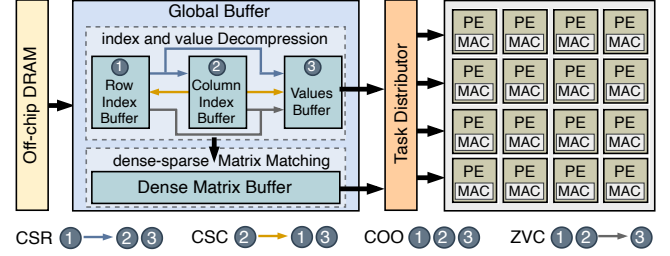 Global Buffer
index and value Decompression
1
Row
Index
Buffer
2
Column
Index
Buffer
3
Values
Buffer
dense-sparse Matrix Matching
Dense Matrix Buffer
Off-chip DRAM
Task Distributor
PE PE PE PE
MAC MAC MAC MAC
PE PE PE PE
MAC MAC MAC MAC
PE PE PE PE
MAC MAC MAC MAC
PE PE PE PE
MAC MAC MAC MAC
CSR 1 2 3 CSC 2 1 3 COO 1 2 3 ZVC 1 2 3